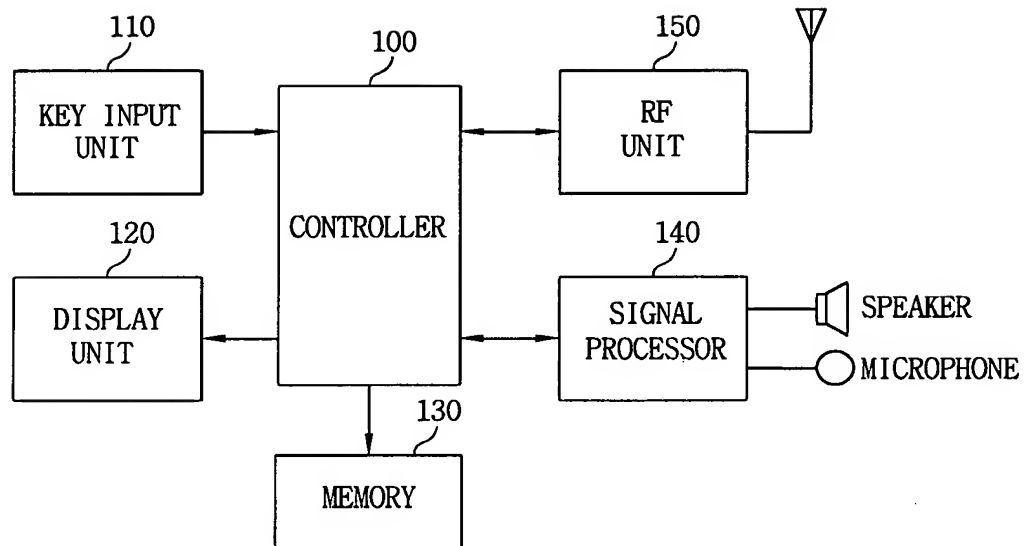 110
KEY INPUT
UNIT
100
CONTROLLER
150
RF
UNIT
120
DISPLAY
UNIT
140
SIGNAL
PROCESSOR
SPEAKER
MICROPHONE
130
MEMORY